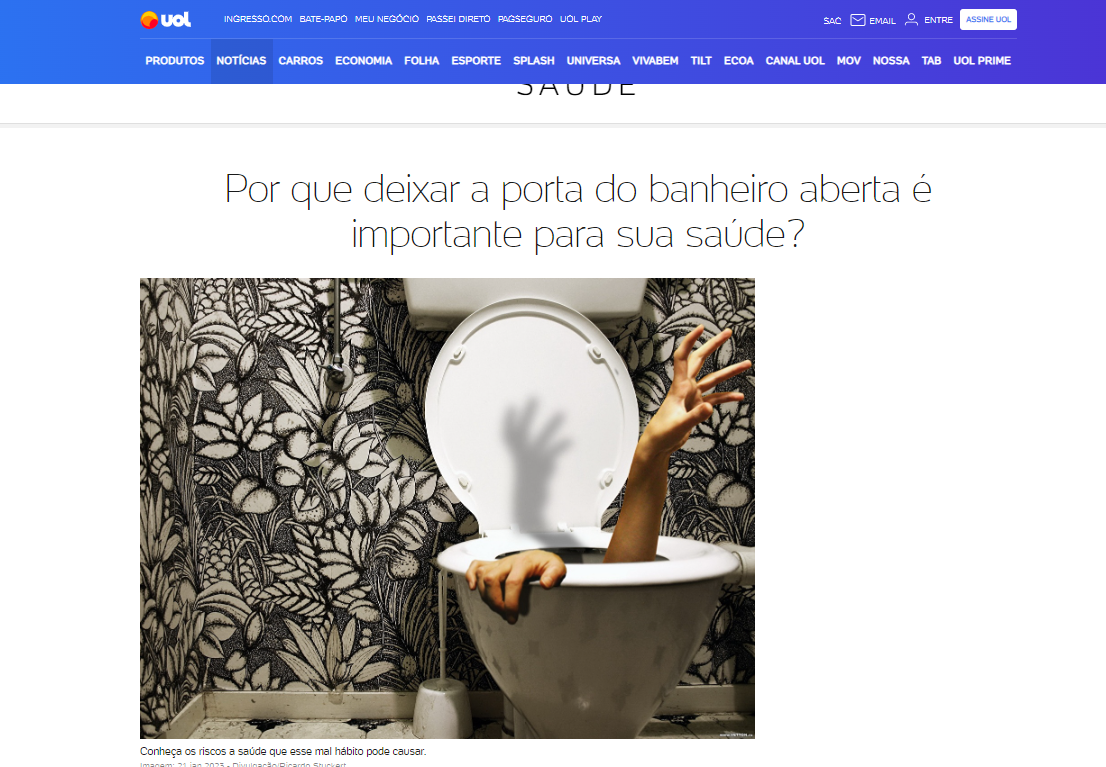 uol
INGRESSO.COM BATE-PAPO MEU NEGÓCIO PASSEI DIRETO PAGSEGURO UOL PLAY
SAC EMAIL ENTRE ASSINE UOL
PRODUTOS NOTÍCIAS CARROS ECONOMIA FOLHA ESPORTE SPLASH UNIVERSA VIVABEM TILT ECOA CANAL UOL MOV NOSSA TAB UOL PRIME
SAÚDE
Por que deixar a porta do banheiro aberta é
importante para sua saúde?
Conheça os riscos a saúde que esse mal hábito pode causar.
Imagem: 21.jan.2023 - Divulgação/Ricardo Stuckert